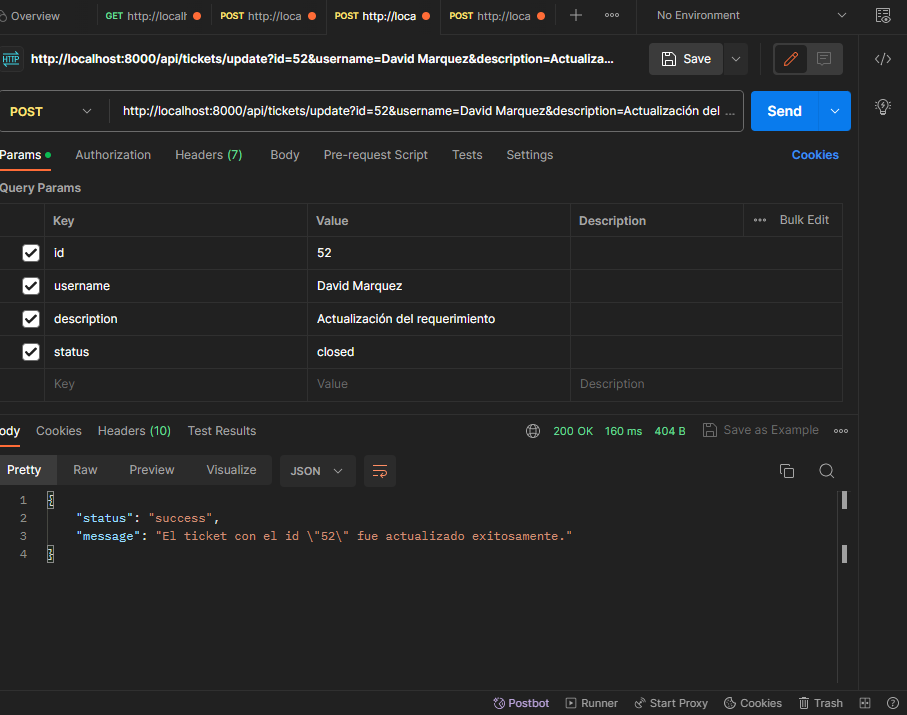 Overview GET http://localh POST http://loca POST http://loca POST http://loca No Environment
HTTP http://localhost:8000/api/tickets/update?id=52&username=David Marquez&description=Actualiza... Save
POST http://localhost:8000/api/tickets/update?id=52&username=David Marquez&description=Actualización del ... Send
Params Authorization Headers (7) Body Pre-request Script Tests Settings Cookies
Query Params
Key Value Description Bulk Edit
id 52
username David Marquez
description Actualización del requerimiento
status closed
Key Value Description
ody Cookies Headers (10) Test Results 200 OK 160 ms 404 B Save as Example
Pretty Raw Preview Visualize JSON
1 {
2 "status": "success",
3 "message": "El ticket con el id \"52\" fue actualizado exitosamente."
4 }
Postbot Runner Start Proxy Cookies Trash